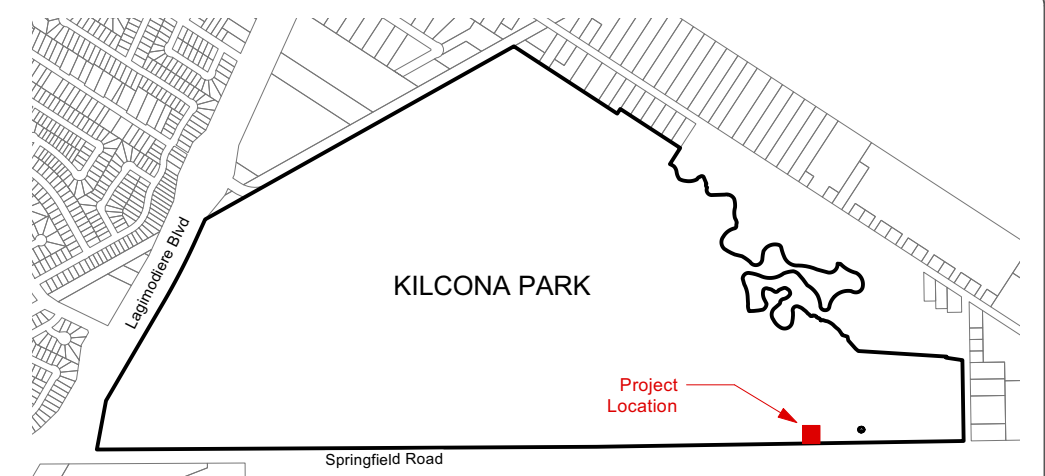 Lagimodiere Blvd
KILCONA PARK
Project
Location
Springfield Road